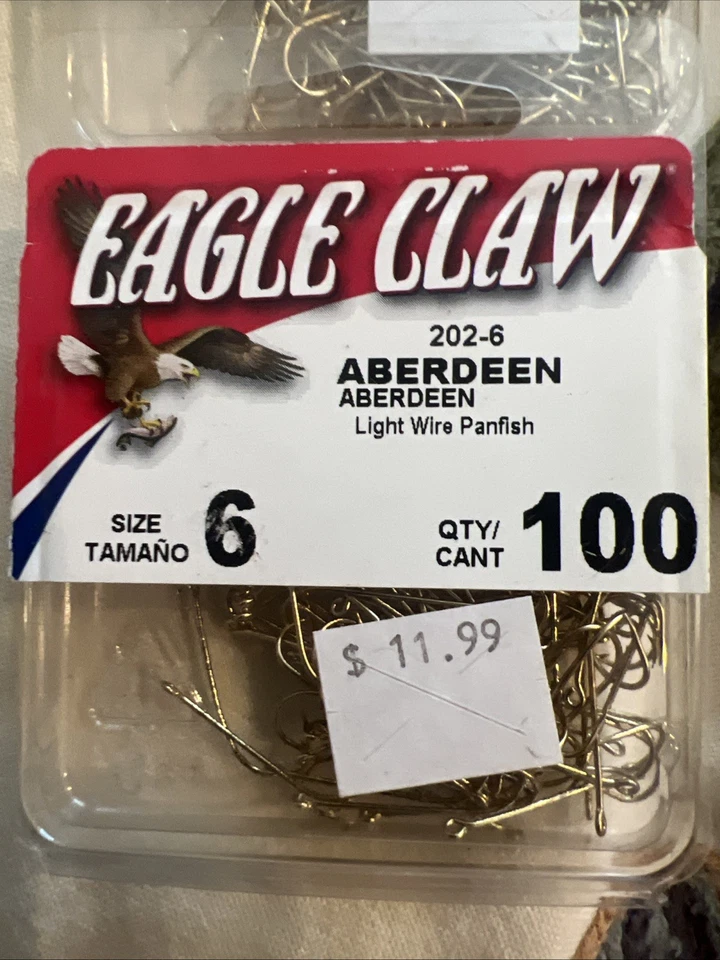 EAGLE CLAW®
202-6
ABERDEEN
ABERDEEN
Light Wire Panfish
SIZE
TAMAÑO 6
QTY/
CANT 100
$ 11.99